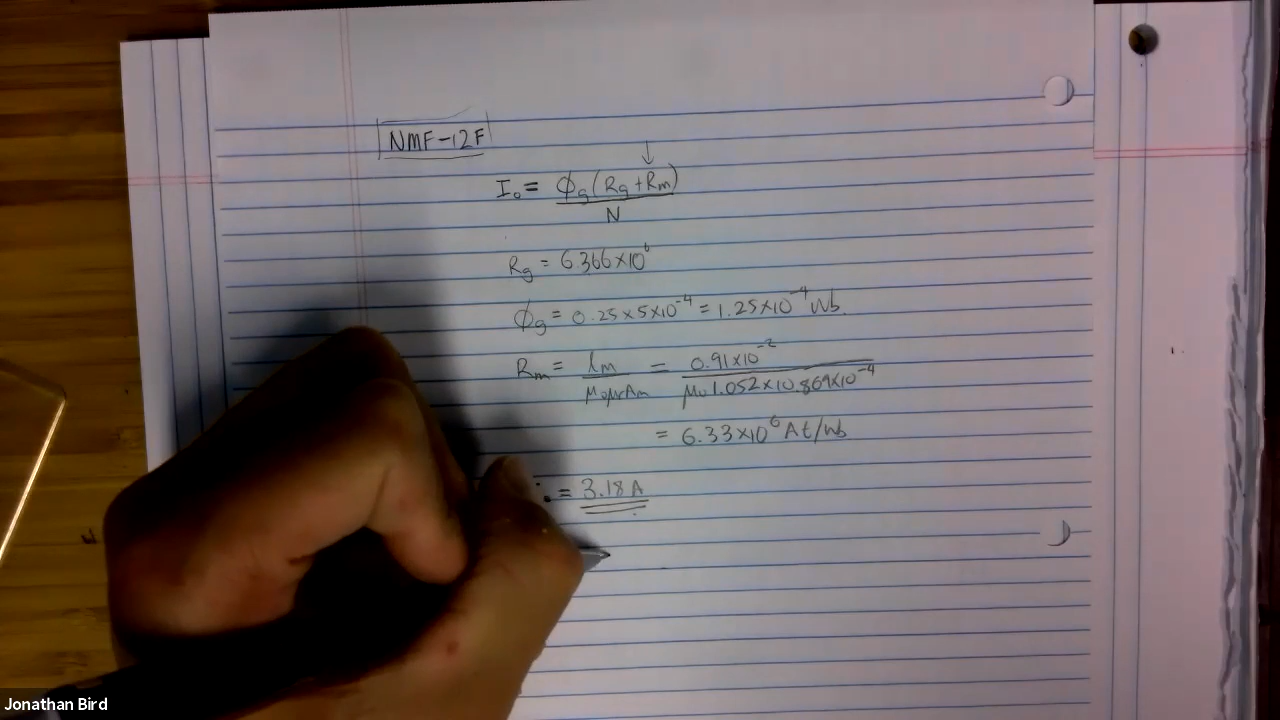 NMF-12F
↓
I₀ = ϕg(Rg+Rm)
N
Rg = 6.366×10⁶
ϕg = 0.25×5×10⁻⁴ = 1.25×10⁻⁴ Wb.
Rm = lm = 0.91×10⁻²
μ₀μrAm μ₀1.052×10.869×10⁻⁴
= 6.33×10⁶ At/wb
= 3.18A
Jonathan Bird